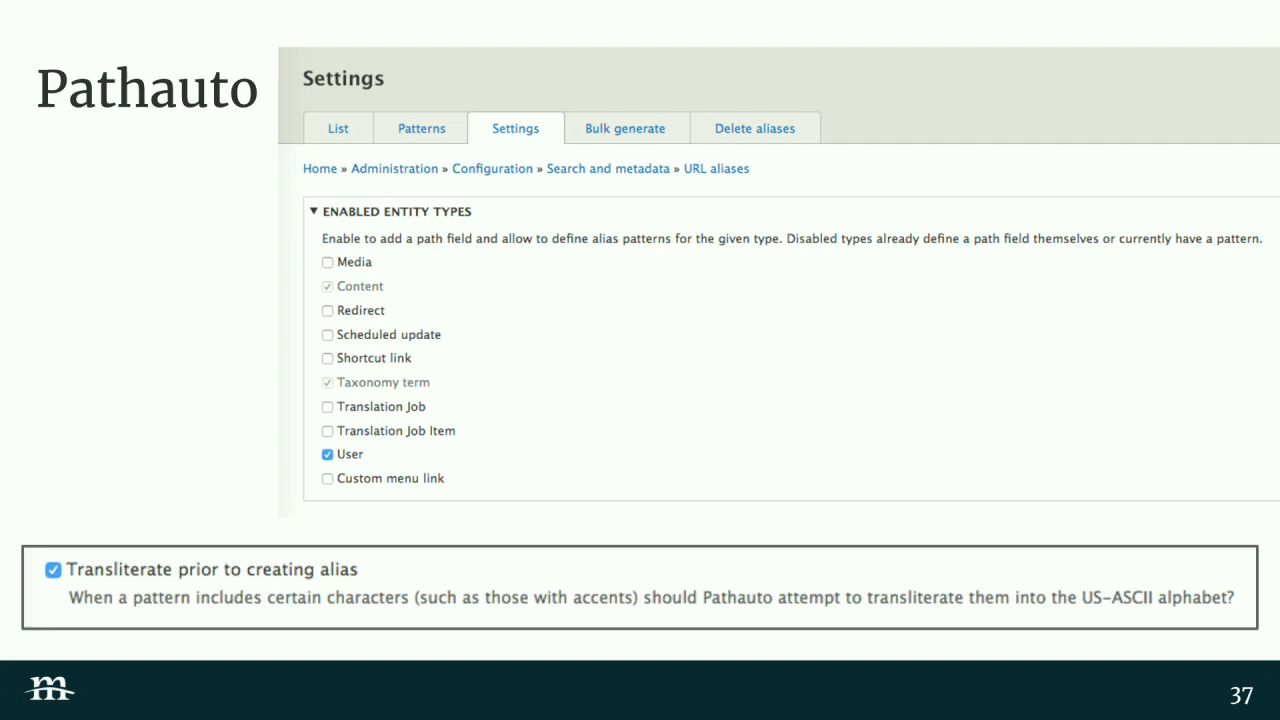 Pathauto
Settings
List Patterns Settings Bulk generate Delete aliases
Home » Administration » Configuration » Search and metadata » URL aliases
▼ ENABLED ENTITY TYPES
Enable to add a path field and allow to define alias patterns for the given type. Disabled types already define a path field themselves or currently have a pattern.
Media
Content
Redirect
Scheduled update
Shortcut link
Taxonomy term
Translation Job
Translation Job Item
User
Custom menu link
Transliterate prior to creating alias
When a pattern includes certain characters (such as those with accents) should Pathauto attempt to transliterate them into the US-ASCII alphabet?
m
37